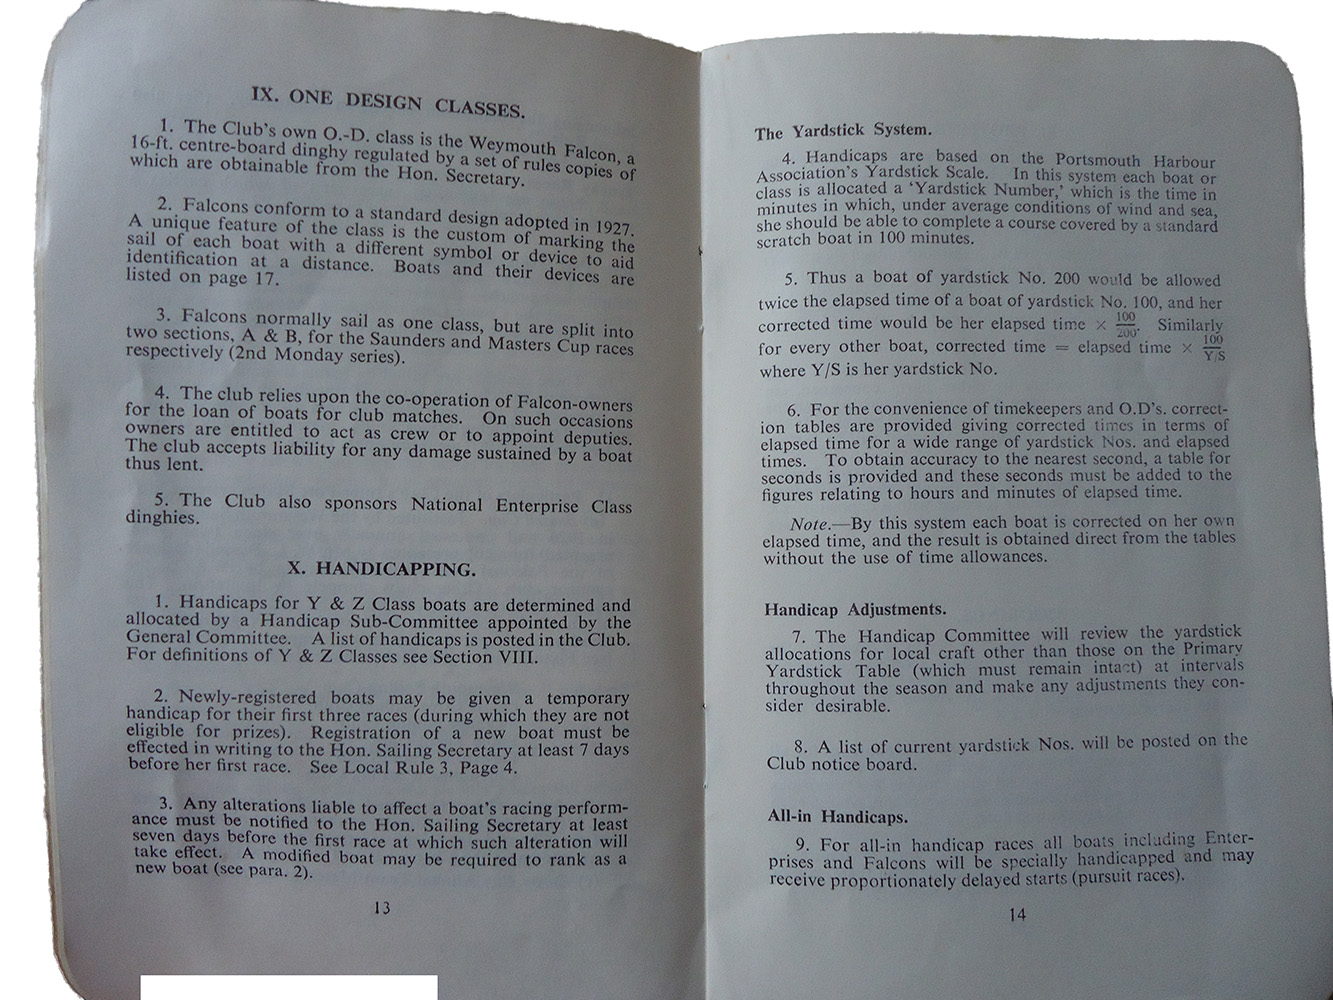 IX. ONE DESIGN CLASSES.
1. The Club's own O.-D. class is the Weymouth Falcon, a
16-ft. centre-board dinghy regulated by a set of rules copies of
which are obtainable from the Hon. Secretary.
2. Falcons conform to a standard design adopted in 1927.
A unique feature of the class is the custom of marking the
sail of each boat with a different symbol or device to aid
identification at a distance. Boats and their devices are
listed on page 17.
3. Falcons normally sail as one class, but are split into
two sections, A & B, for the Saunders and Masters Cup races
respectively (2nd Monday series).
4. The club relies upon the co-operation of Falcon-owners
for the loan of boats for club matches. On such occasions
owners are entitled to act as crew or to appoint deputies.
The club accepts liability for any damage sustained by a boat
thus lent.
5. The Club also sponsors National Enterprise Class
dinghies.
X. HANDICAPPING.
1. Handicaps for Y & Z Class boats are determined and
allocated by a Handicap Sub-Committee appointed by the
General Committee. A list of handicaps is posted in the Club.
For definitions of Y & Z Classes see Section VIII.
2. Newly-registered boats may be given a temporary
handicap for their first three races (during which they are not
eligible for prizes). Registration of a new boat must be
effected in writing to the Hon. Sailing Secretary at least 7 days
before her first race. See Local Rule 3, Page 4.
3. Any alterations liable to affect a boat's racing perform-
ance must be notified to the Hon. Sailing Secretary at least
seven days before the first race at which such alteration will
take effect. A modified boat may be required to rank as a
new boat (see para. 2).
13
The Yardstick System.
4. Handicaps are based on the Portsmouth Harbour
Association's Yardstick Scale. In this system each boat or
class is allocated a 'Yardstick Number,' which is the time in
minutes in which, under average conditions of wind and sea,
she should be able to complete a course covered by a standard
scratch boat in 100 minutes.
5. Thus a boat of yardstick No. 200 would be allowed
twice the elapsed time of a boat of yardstick No. 100, and her
corrected time would be her elapsed time × 100/200. Similarly
for every other boat, corrected time = elapsed time × 100/Y/S
where Y/S is her yardstick No.
6. For the convenience of timekeepers and O.D's. correct-
ion tables are provided giving corrected times in terms of
elapsed time for a wide range of yardstick Nos. and elapsed
times. To obtain accuracy to the nearest second, a table for
seconds is provided and these seconds must be added to the
figures relating to hours and minutes of elapsed time.
Note.—By this system each boat is corrected on her own
elapsed time, and the result is obtained direct from the tables
without the use of time allowances.
Handicap Adjustments.
7. The Handicap Committee will review the yardstick
allocations for local craft other than those on the Primary
Yardstick Table (which must remain intact) at intervals
throughout the season and make any adjustments they con-
sider desirable.
8. A list of current yardstick Nos. will be posted on the
Club notice board.
All-in Handicaps.
9. For all-in handicap races all boats including Enter-
prises and Falcons will be specially handicapped and may
receive proportionately delayed starts (pursuit races).
14